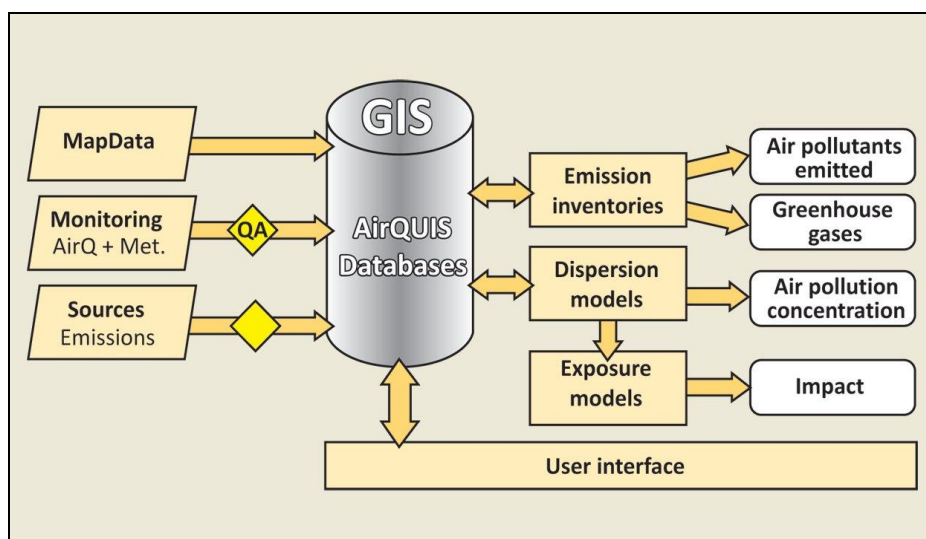 GIS
AirQUIS
Databases
MapData
Monitoring
AirQ + Met.
QA
Sources
Emissions
Emission
inventories
Dispersion
models
Exposure
models
Air pollutants
emitted
Greenhouse
gases
Air pollution
concentration
Impact
User interface